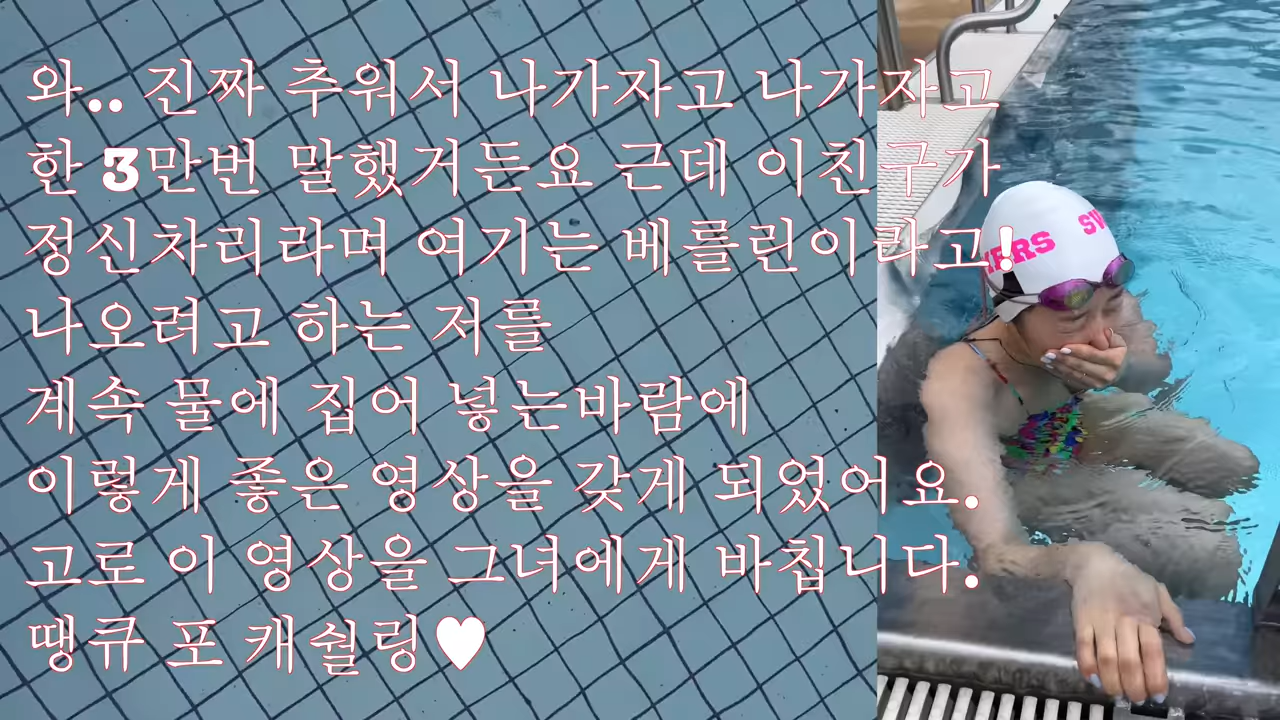 와.. 진짜 추워서 나가자고 나가자고
한 3만번 말했거든요 근데 이친구가
정신차리라며 여기는 베를린이라고!
나오려고 하는 저를
계속 물에 집어 넣는바람에
이렇게 좋은 영상을 갖게 되었어요.
고로 이 영상을 그녀에게 바칩니다.
땡큐 포 캐쉴링♥